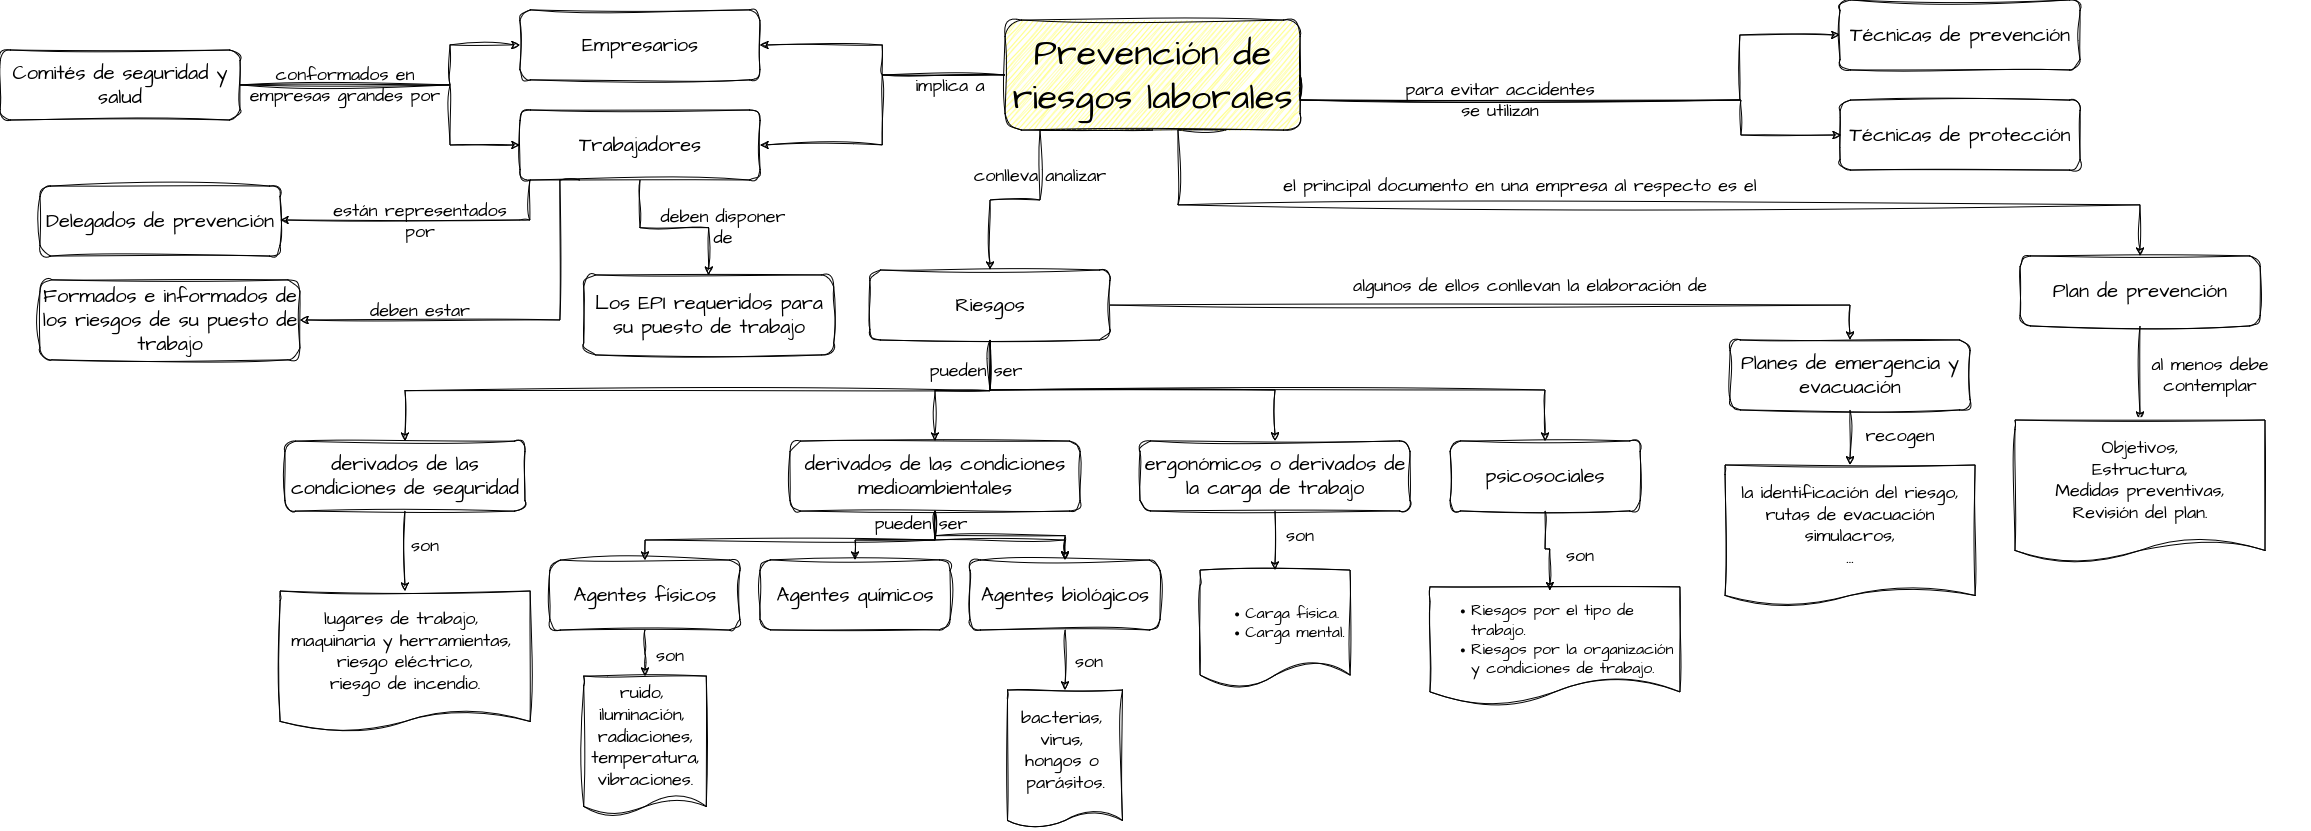 Prevención de
riesgos laborales
implica a
Empresarios
Trabajadores
Comités de seguridad y
salud
conformados en
empresas grandes por
están representados
por
Delegados de prevención
deben estar
Formados e informados de
los riesgos de su puesto de
trabajo
deben disponer
de
Los EPI requeridos para
su puesto de trabajo
para evitar accidentes
se utilizan
Técnicas de prevención
Técnicas de protección
el principal documento en una empresa al respecto es el
Plan de prevención
al menos debe
contemplar
Objetivos,
Estructura,
Medidas preventivas,
Revisión del plan.
conlleva analizar
Riesgos
algunos de ellos conllevan la elaboración de
Planes de emergencia y
evacuación
recogen
la identificación del riesgo,
rutas de evacuación
simulacros,
...
pueden ser
derivados de las
condiciones de seguridad
son
lugares de trabajo,
maquinaria y herramientas,
riesgo eléctrico,
riesgo de incendio.
derivados de las condiciones
medioambientales
pueden ser
Agentes físicos
son
ruido,
iluminación,
radiaciones,
temperatura,
vibraciones.
Agentes químicos
Agentes biológicos
son
bacterias,
virus,
hongos o
parásitos.
ergonómicos o derivados de
la carga de trabajo
son
• Carga física.
• Carga mental.
psicosociales
son
• Riesgos por el tipo de
trabajo.
• Riesgos por la organización
y condiciones de trabajo.